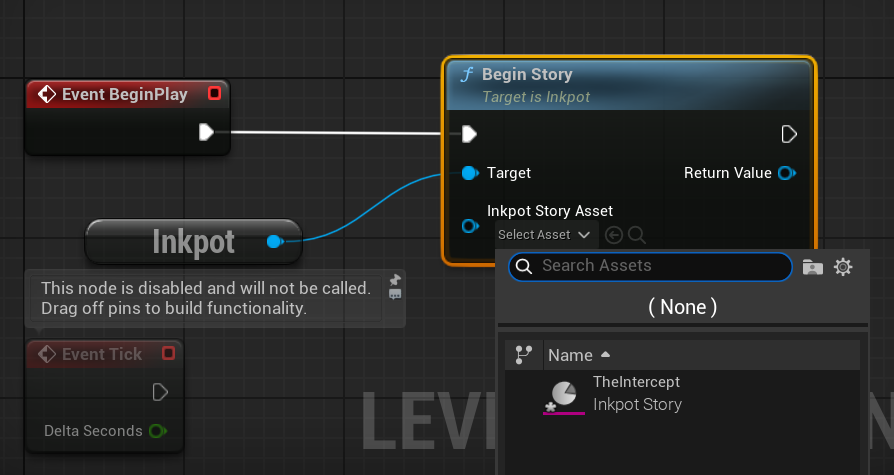 Event BeginPlay
f Begin Story
Target is Inkpot
Target
Return Value
Inkpot Story Asset
Select Asset
Inkpot
Search Assets
( None )
Name
TheIntercept
Inkpot Story
This node is disabled and will not be called.
Drag off pins to build functionality.
Event Tick
Delta Seconds